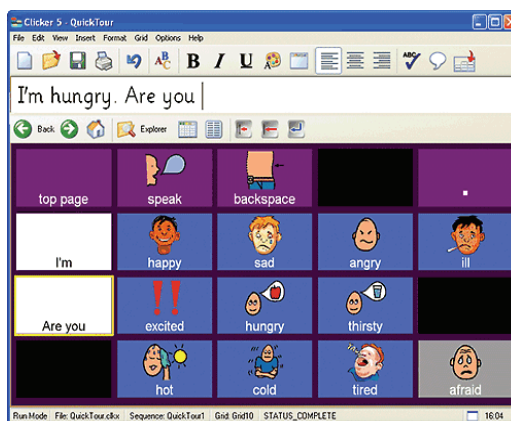 Clicker 5 - QuickTour
File Edit View Insert Format Grid Options Help
ABC B I U ABC
I'm hungry. Are you
Back Explorer
top page speak backspace .
I'm happy sad angry ill
Are you excited hungry thirsty
hot cold tired afraid
Run Mode File: QuickTour.clkx Sequence: QuickTour1 Grid: Grid10 STATUS_COMPLETE 16:04